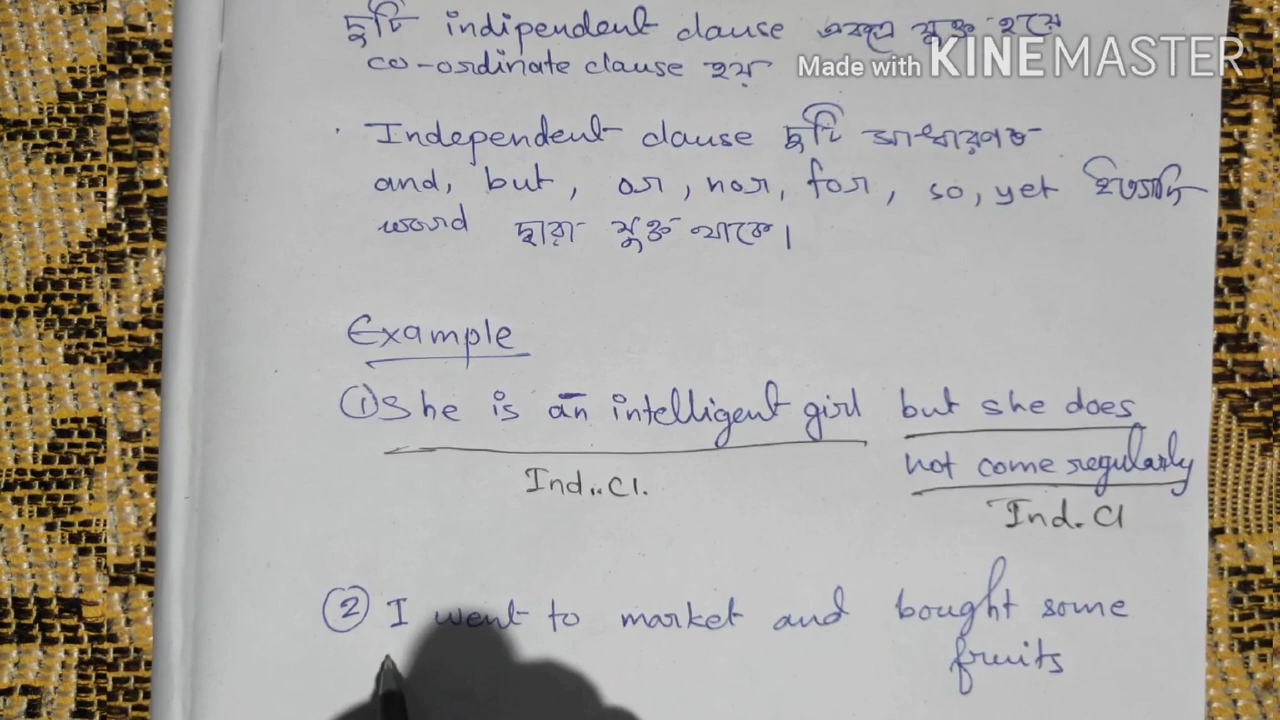 দুটি indipendent clause একত্রে যুক্ত হয়ে
co-ordinate clause হয়
Made with KINEMASTER
Independent clause দুটি সাধারণত
and, but, or, nor, for, so, yet ইত্যাদি
word দ্বারা যুক্ত থাকে।
Example
① She is an intelligent girl but she does
not come regularly
Ind..Cl.
Ind. Cl
② I went to market and bought some
fruits